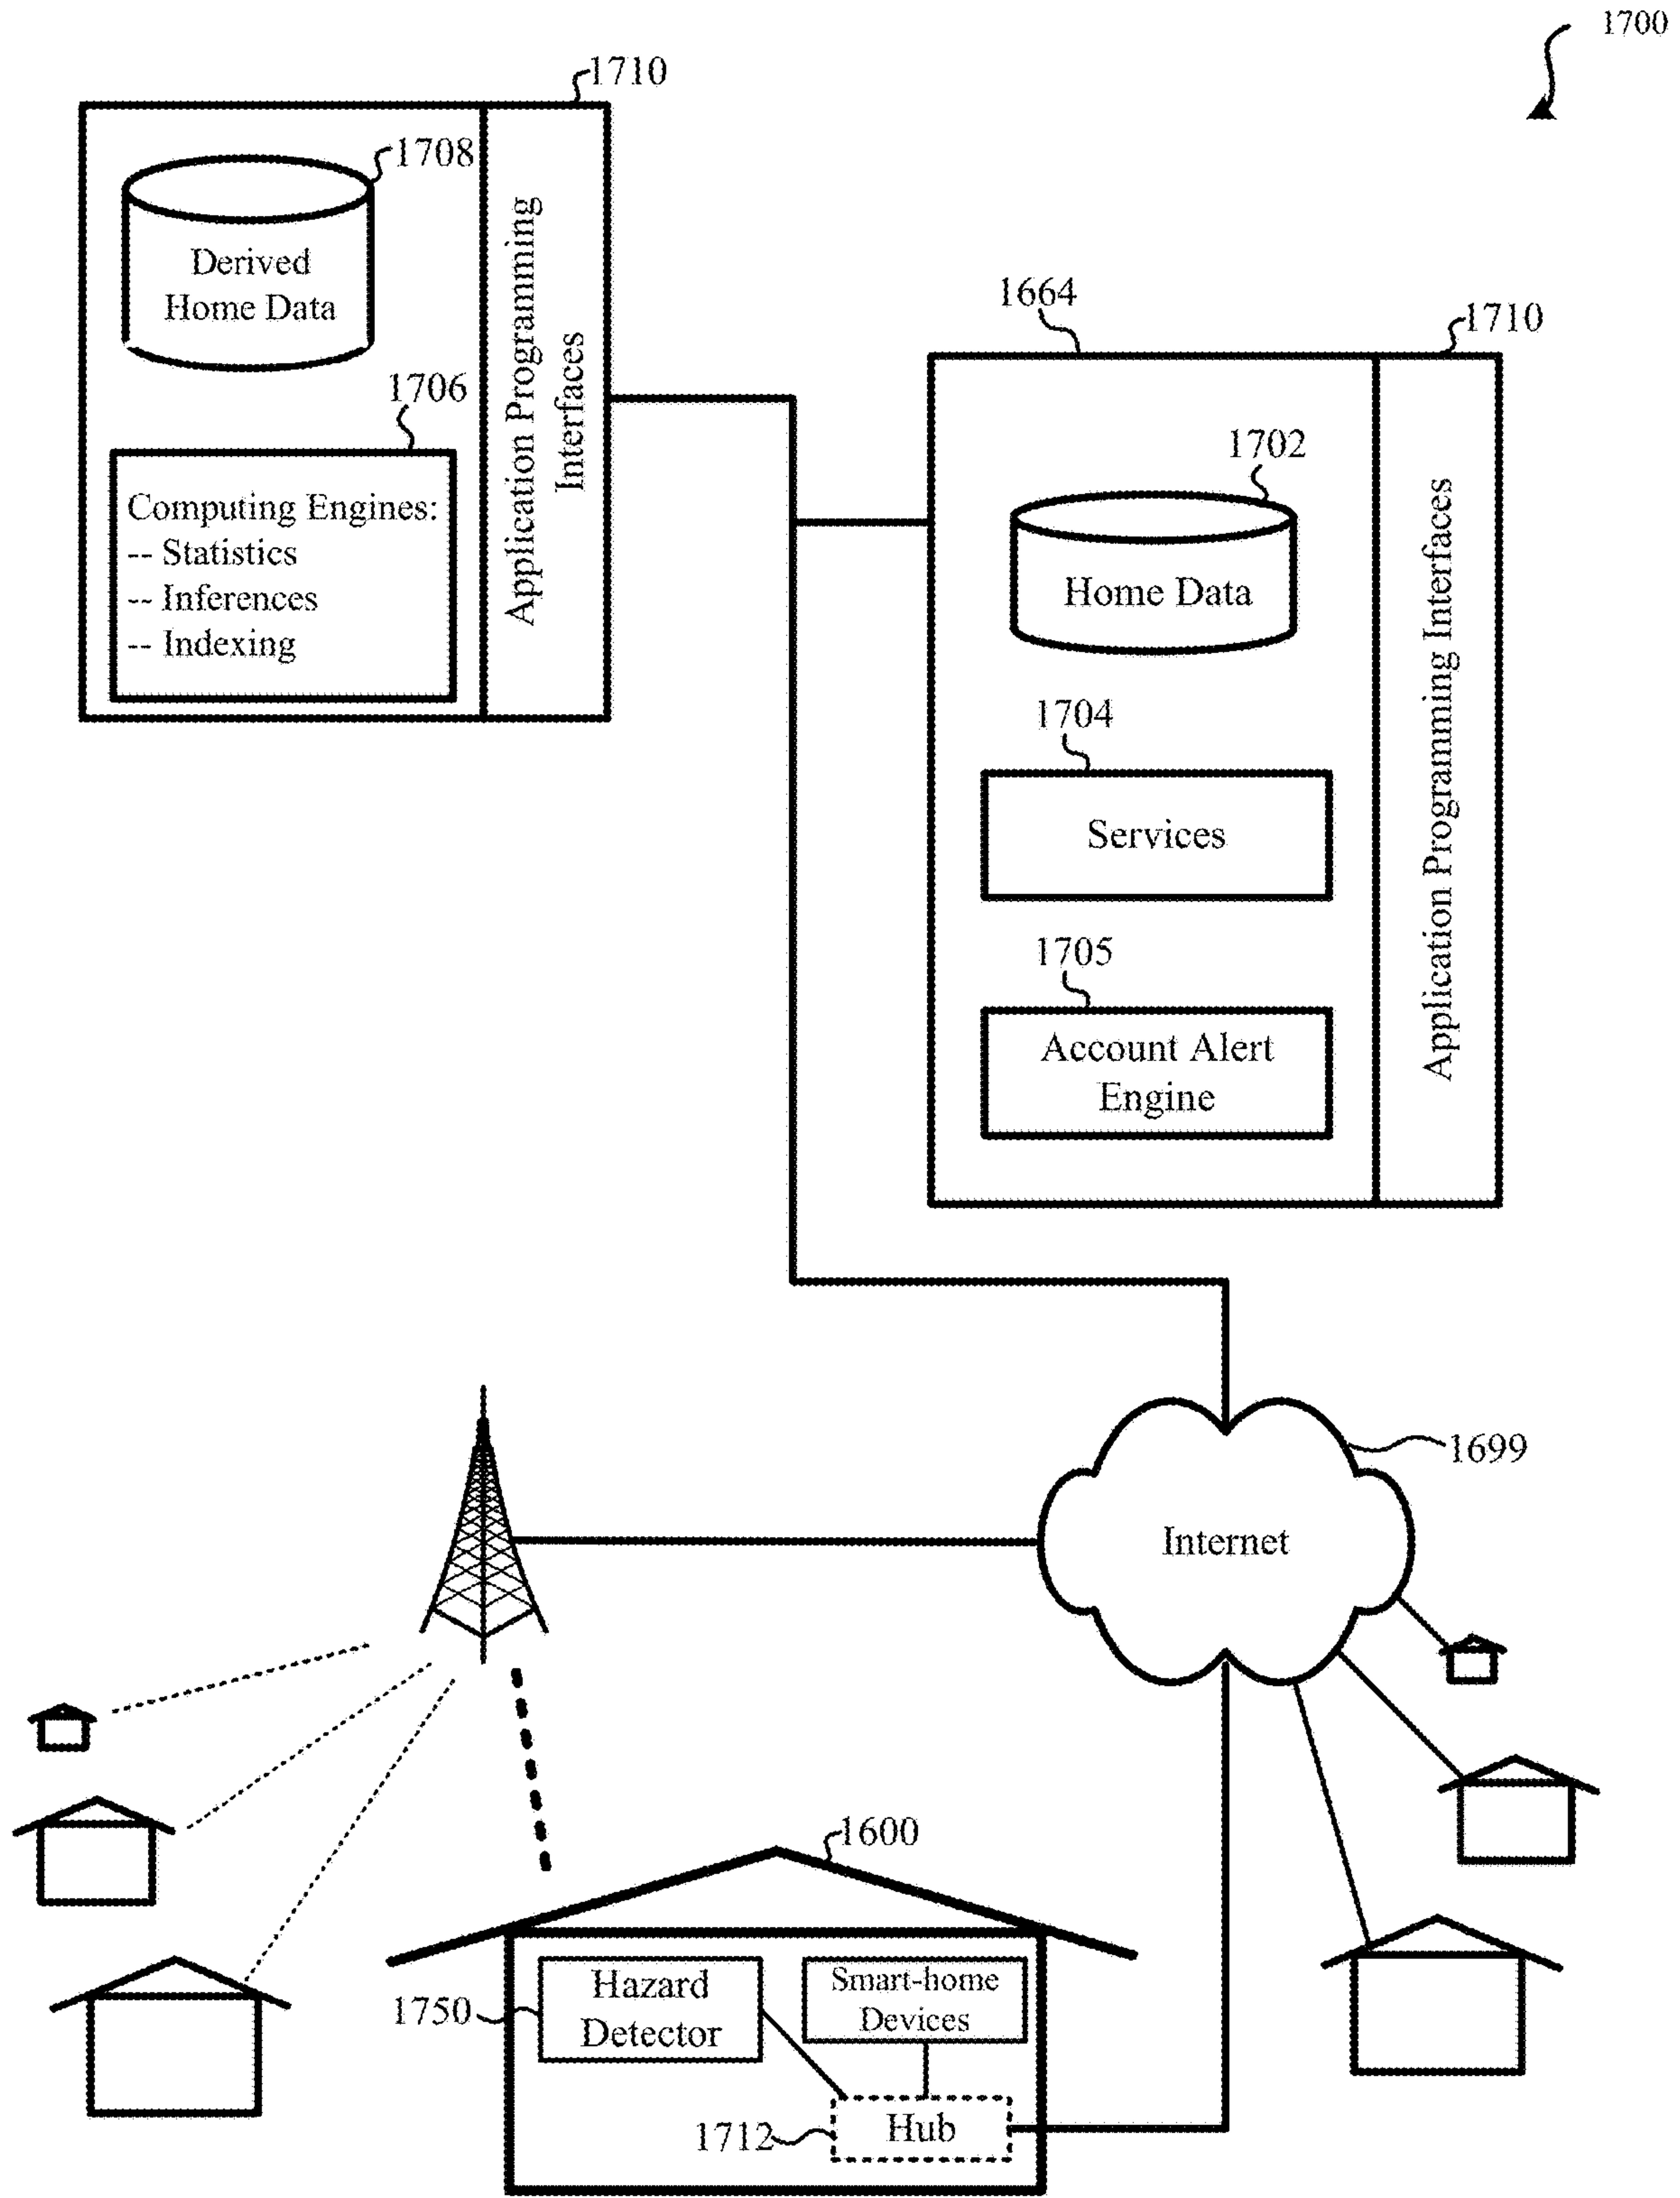 1700
1710
1708
Derived
Home Data
1706
Computing Engines:
-- Statistics
-- Inferences
-- Indexing
Application Programming
Interfaces
1664
1710
1702
Home Data
1704
Services
1705
Account Alert
Engine
Application Programming Interfaces
1699
Internet
1600
1750
Hazard
Detector
Smart-home
Devices
1712
Hub